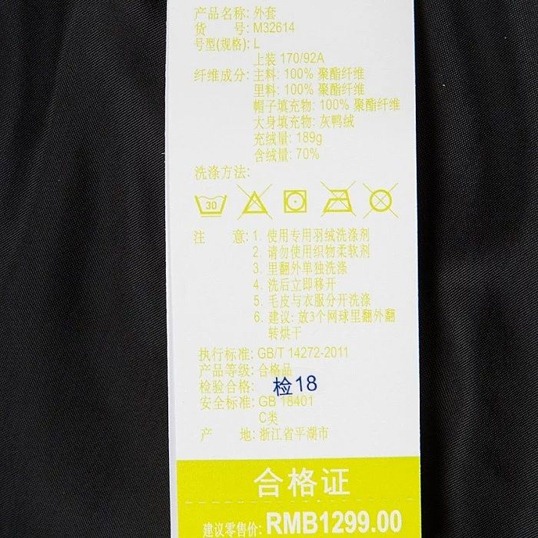 产品名称: 外套
货 号: M32614
号型(规格): L
上装 170/92A
纤维成分: 主料: 100% 聚酯纤维
里料: 100% 聚酯纤维
帽子填充物: 100% 聚酯纤维
大身填充物: 灰鸭绒
充绒量: 189g
含绒量: 70%
洗涤方法:
30
注 意: 1. 使用专用羽绒洗涤剂
2. 请勿使用织物柔软剂
3. 里翻外单独洗涤
4. 洗后立即移开
5. 毛皮与衣服分开洗涤
6. 建议: 放3个网球里翻外翻
转烘干
执行标准: GB/T 14272-2011
产品等级: 合格品
检验合格: 检18
安全标准: GB 18401
C类
产 地: 浙江省平湖市
合格证
建议零售价: RMB1299.00